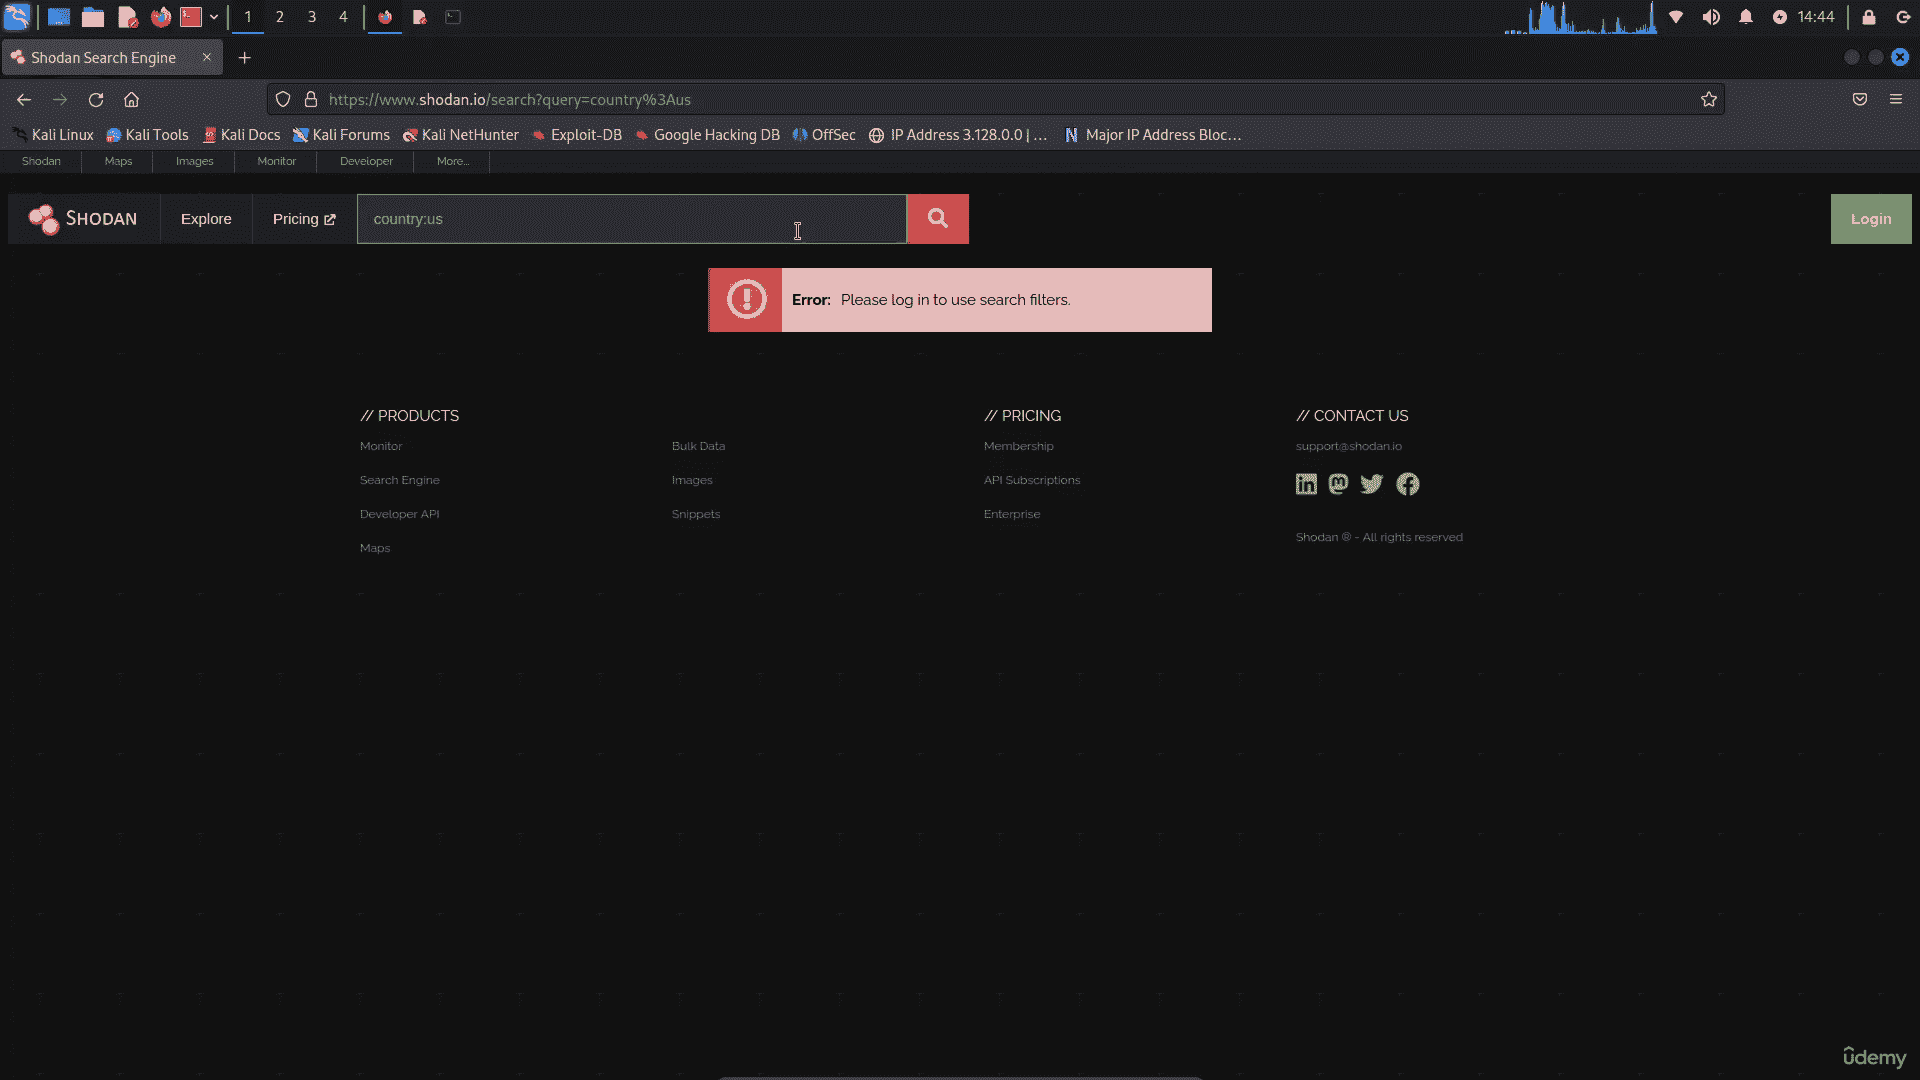 1 2 3 4 14:44
Shodan Search Engine
https://www.shodan.io/search?query=country%3Aus
Kali Linux Kali Tools Kali Docs Kali Forums Kali NetHunter Exploit-DB Google Hacking DB OffSec IP Address 3.128.0.0 | ... Major IP Address Bloc...
Shodan Maps Images Monitor Developer More...
SHODAN Explore Pricing country:us Login
Error: Please log in to use search filters.
// PRODUCTS
Monitor
Search Engine
Developer API
Maps
Bulk Data
Images
Snippets
// PRICING
Membership
API Subscriptions
Enterprise
// CONTACT US
support@shodan.io
Shodan ® - All rights reserved
udemy